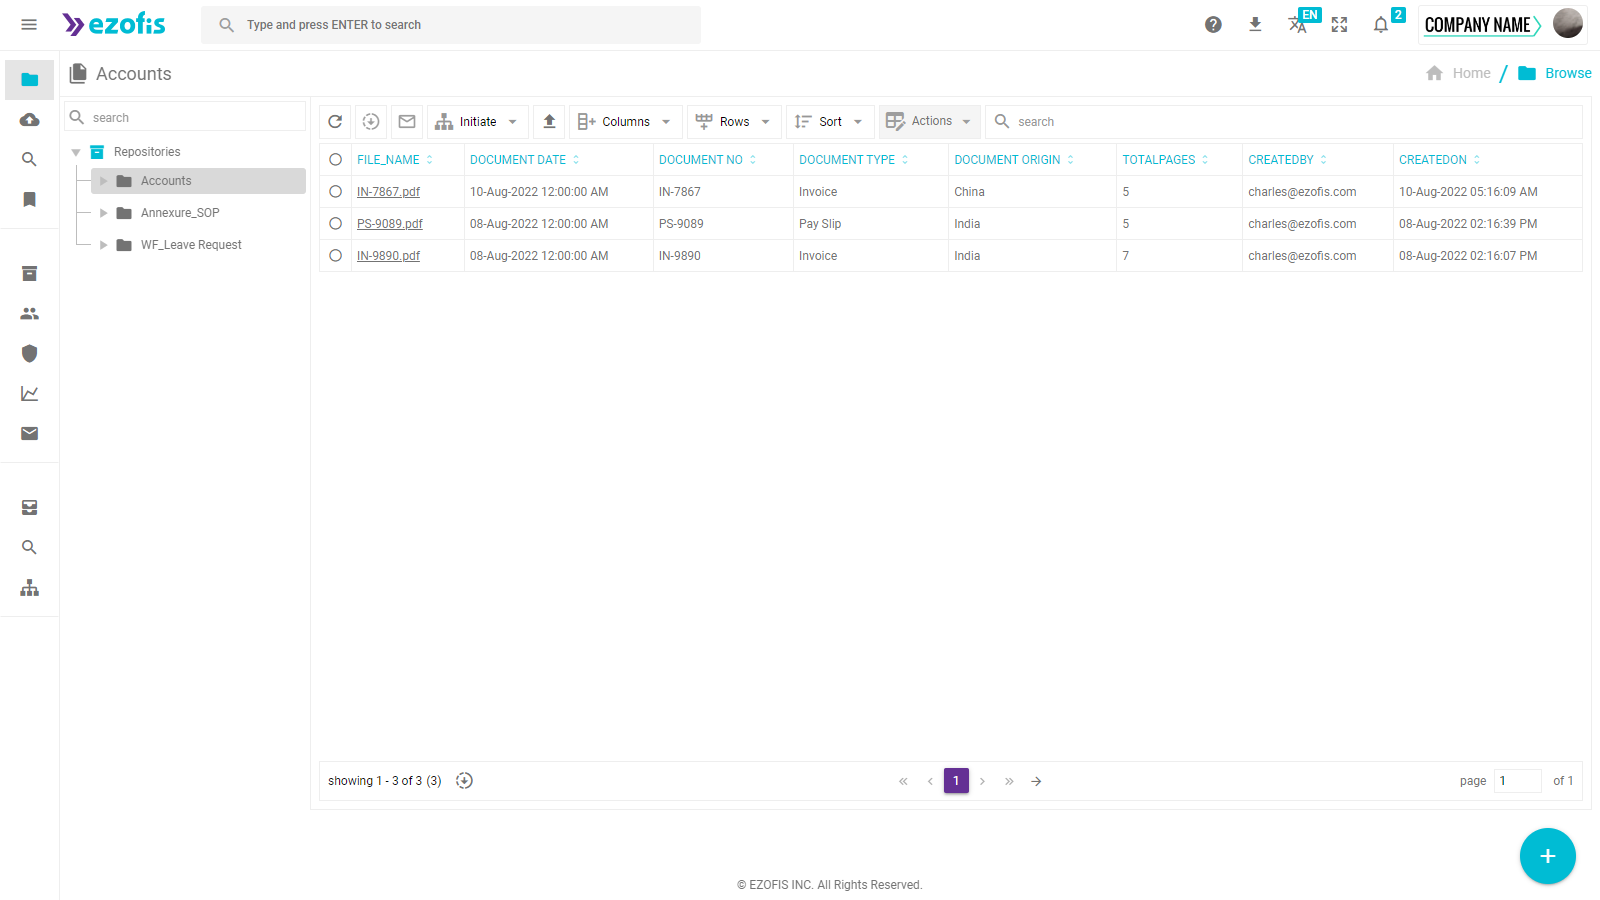 ezofis
Type and press ENTER to search
EN
2
COMPANY NAME
Accounts
Home / Browse
search
Initiate
Columns
Rows
Sort
Actions
search
Repositories
Accounts
Annexure_SOP
WF_Leave Request
FILE_NAME DOCUMENT DATE DOCUMENT NO DOCUMENT TYPE DOCUMENT ORIGIN TOTALPAGES CREATEDBY CREATEDON
IN-7867.pdf 10-Aug-2022 12:00:00 AM IN-7867 Invoice China 5 charles@ezofis.com 10-Aug-2022 05:16:09 AM
PS-9089.pdf 08-Aug-2022 12:00:00 AM PS-9089 Pay Slip India 5 charles@ezofis.com 08-Aug-2022 02:16:39 PM
IN-9890.pdf 08-Aug-2022 12:00:00 AM IN-9890 Invoice India 7 charles@ezofis.com 08-Aug-2022 02:16:07 PM
showing 1 - 3 of 3 (3)
« ‹ 1 › »
page 1 of 1
© EZOFIS INC. All Rights Reserved.